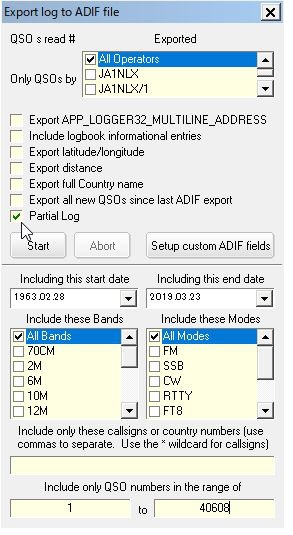 Export log to ADIF file
QSO s read # Exported
Only QSOs by
All Operators
JA1NLX
JA1NLX/1
Export APP_LOGGER32_MULTILINE_ADDRESS
Include logbook informational entries
Export latitude/longitude
Export distance
Export full Country name
Export all new QSOs since last ADIF export
Partial Log
Start Abort Setup custom ADIF fields
Including this start date Including this end date
1963.02.28 2019.03.23
Include these Bands Include these Modes
All Bands All Modes
70CM FM
2M SSB
6M CW
10M RTTY
12M FT8
Include only these callsigns or country numbers (use
commas to separate. Use the * wildcard for callsigns)
Include only QSO numbers in the range of
1 to 40608